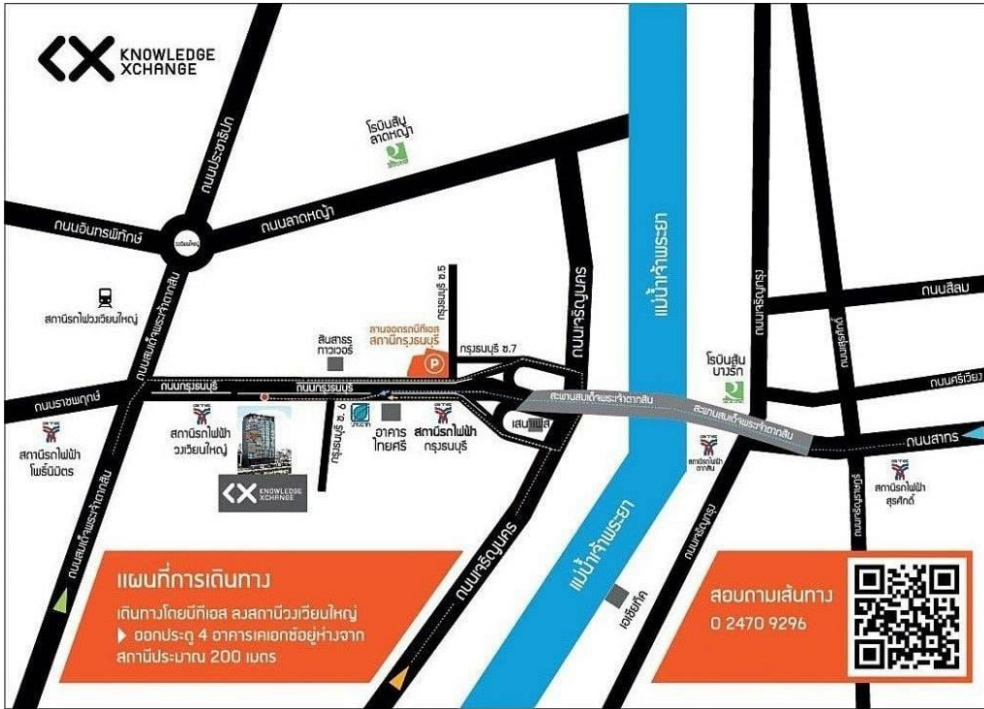 KNOWLEDGE
XCHANGE
ถนนประชาธิปก
โรบินสัน
ลาดหญ้า
ถนนลาดหญ้า
ถนนอินทรพิทักษ์
วงเวียนใหญ่
สถานีรถไฟวงเวียนใหญ่
ถนนสมเด็จพระเจ้าตากสิน
สินสาธร
ทาวเวอร์
ลานจอดรถบีทีเอส
สถานีกรุงธนบุรี
P
กรุงธนบุรี ซ.5
กรุงธนบุรี ซ.7
ถนนเจริญนคร
แม่น้ำเจ้าพระยา
ถนนเจริญกรุง
ถนนสีลม
ถนนสุรศักดิ์
โรบินสัน
บางรัก
ถนนศรีเวียง
ถนนราชพฤกษ์
ถนนกรุงธนบุรี
ถนนกรุงธนบุรี
สะพานสมเด็จพระเจ้าตากสิน
สะพานสมเด็จพระเจ้าตากสิน
ถนนสาทร
สถานีรถไฟฟ้า
โพธิ์นิมิตร
สถานีรถไฟฟ้า
วงเวียนใหญ่
กรุงธนบุรี ซ. 6
อาคาร
ไทยศรี
สถานีรถไฟฟ้า
กรุงธนบุรี
เสนาเฟส
สถานีรถไฟฟ้า
ตากสิน
สถานีรถไฟฟ้า
สุรศักดิ์
KNOWLEDGE
XCHANGE
ถนนสมเด็จพระเจ้าตากสิน
ถนนเจริญนคร
แม่น้ำเจ้าพระยา
ถนนเจริญกรุง
ถนนเจริญราษฎร์
เอเชียทีค
แผนที่การเดินทาง
เดินทางโดยบีทีเอส ลงสถานีวงเวียนใหญ่
ออกประตู 4 อาคารเคเอกซ์อยู่ห่างจาก
สถานีประมาณ 200 เมตร
สอบถามเส้นทาง
0 2470 9296